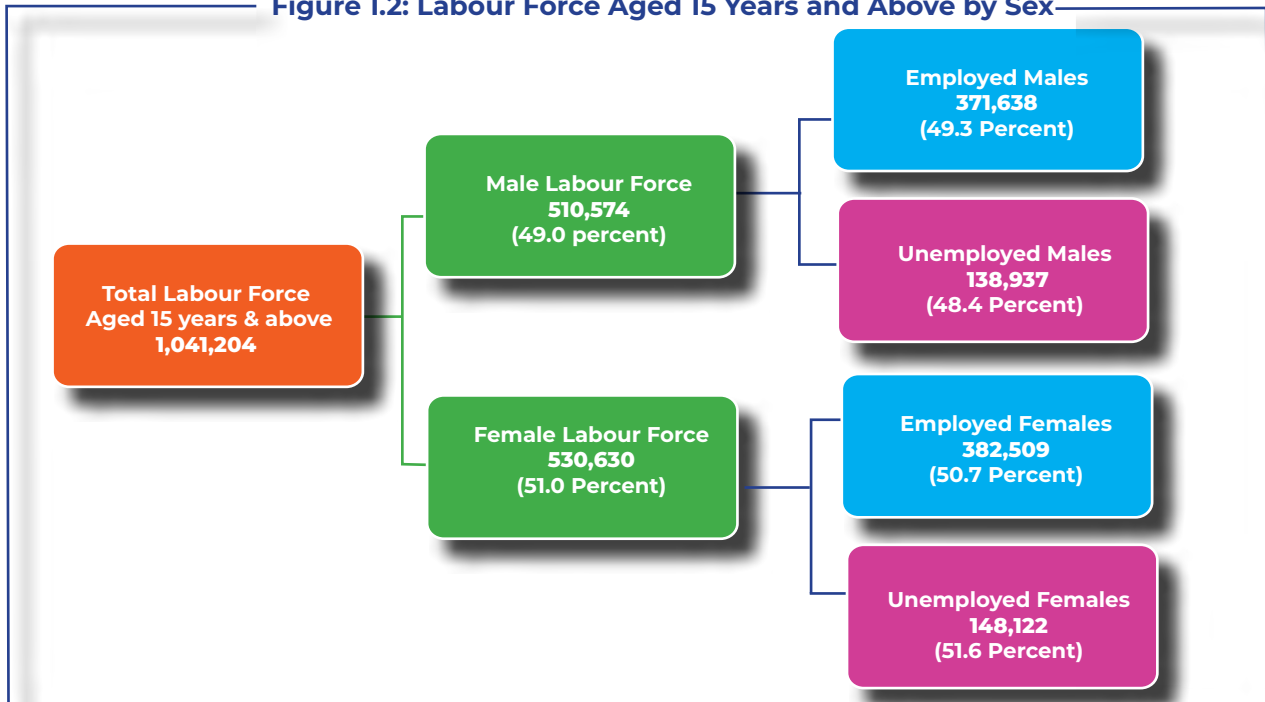 Figure 1.2: Labour Force Aged 15 Years and Above by Sex
Total Labour Force
Aged 15 years & above
1,041,204
Male Labour Force
510,574
(49.0 percent)
Female Labour Force
530,630
(51.0 Percent)
Employed Males
371,638
(49.3 Percent)
Unemployed Males
138,937
(48.4 Percent)
Employed Females
382,509
(50.7 Percent)
Unemployed Females
148,122
(51.6 Percent)